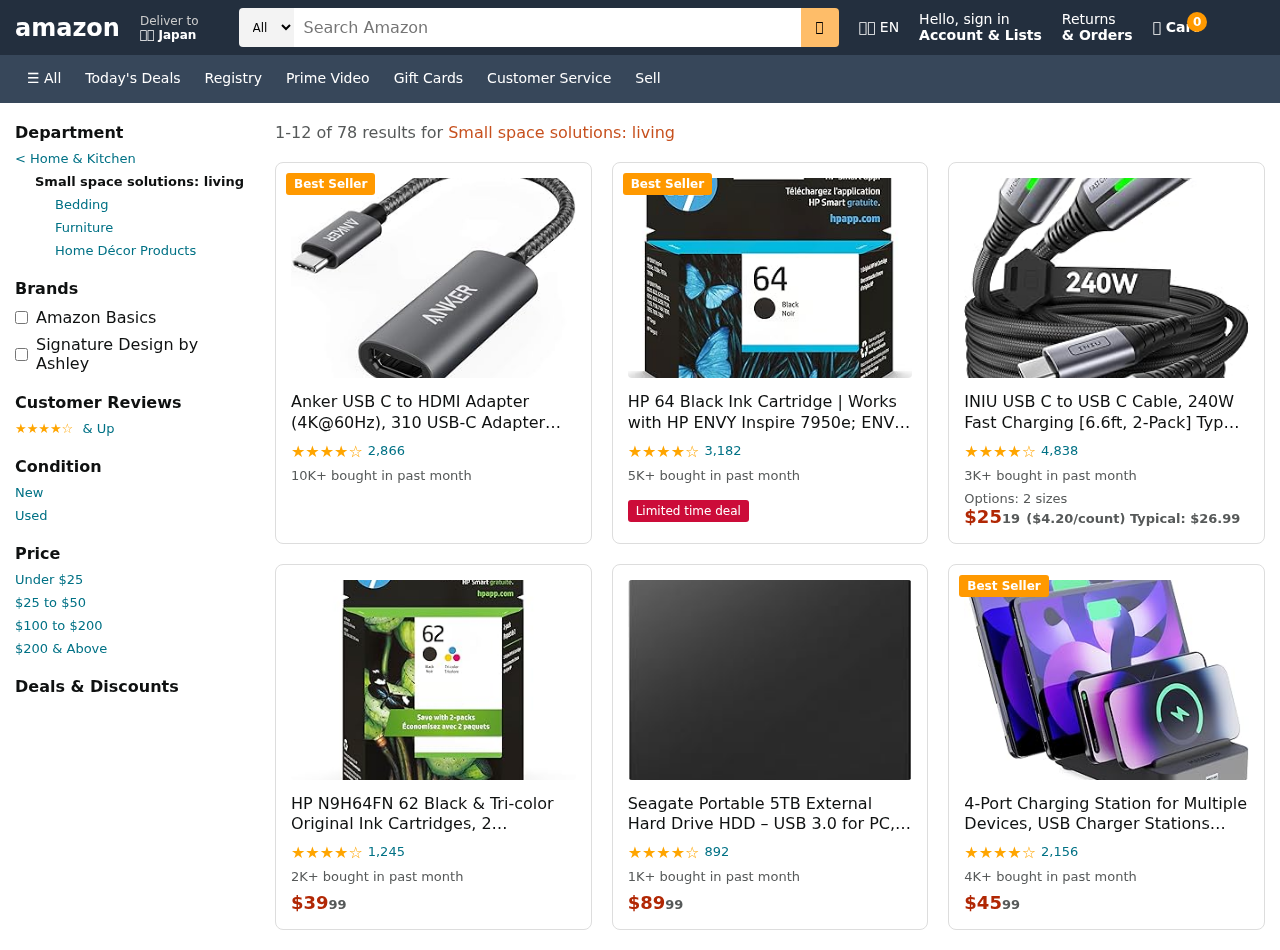 amazon
Deliver to
Japan
All
Search Amazon
EN
Hello, sign in
Account & Lists
Returns
& Orders
0
☰ All
Today's Deals
Registry
Prime Video
Gift Cards
Customer Service
Sell
Department
< Home & Kitchen
Small space solutions: living
Bedding
Furniture
Home Décor Products
Brands
Amazon Basics
Signature Design by
Ashley
Customer Reviews
★★★★☆ & Up
Condition
New
Used
Price
Under $25
$25 to $50
$100 to $200
$200 & Above
Deals & Discounts
1-12 of 78 results for Small space solutions: living
Best Seller
ANKER
ANKER
Anker USB C to HDMI Adapter
(4K@60Hz), 310 USB-C Adapter…
★★★★☆ 2,866
10K+ bought in past month
Best Seller
Téléchargez l'application
HP Smart gratuite.
hpapp.com
64
Black
Noir
HP 64 Black Ink Cartridge | Works
with HP ENVY Inspire 7950e; ENV…
★★★★☆ 3,182
5K+ bought in past month
Limited time deal
240W
INIU
INIU USB C to USB C Cable, 240W
Fast Charging [6.6ft, 2-Pack] Typ…
★★★★☆ 4,838
3K+ bought in past month
Options: 2 sizes
$2519 ($4.20/count) Typical: $26.99
HP Smart gratuite.
hpapp.com
62
Black
Noir
Tri-color
Save with 2-packs
Économisez avec 2 paquets
HP N9H64FN 62 Black & Tri-color
Original Ink Cartridges, 2…
★★★★☆ 1,245
2K+ bought in past month
$3999
Seagate Portable 5TB External
Hard Drive HDD – USB 3.0 for PC,…
★★★★☆ 892
1K+ bought in past month
$8999
Best Seller
4-Port Charging Station for Multiple
Devices, USB Charger Stations…
★★★★☆ 2,156
4K+ bought in past month
$4599